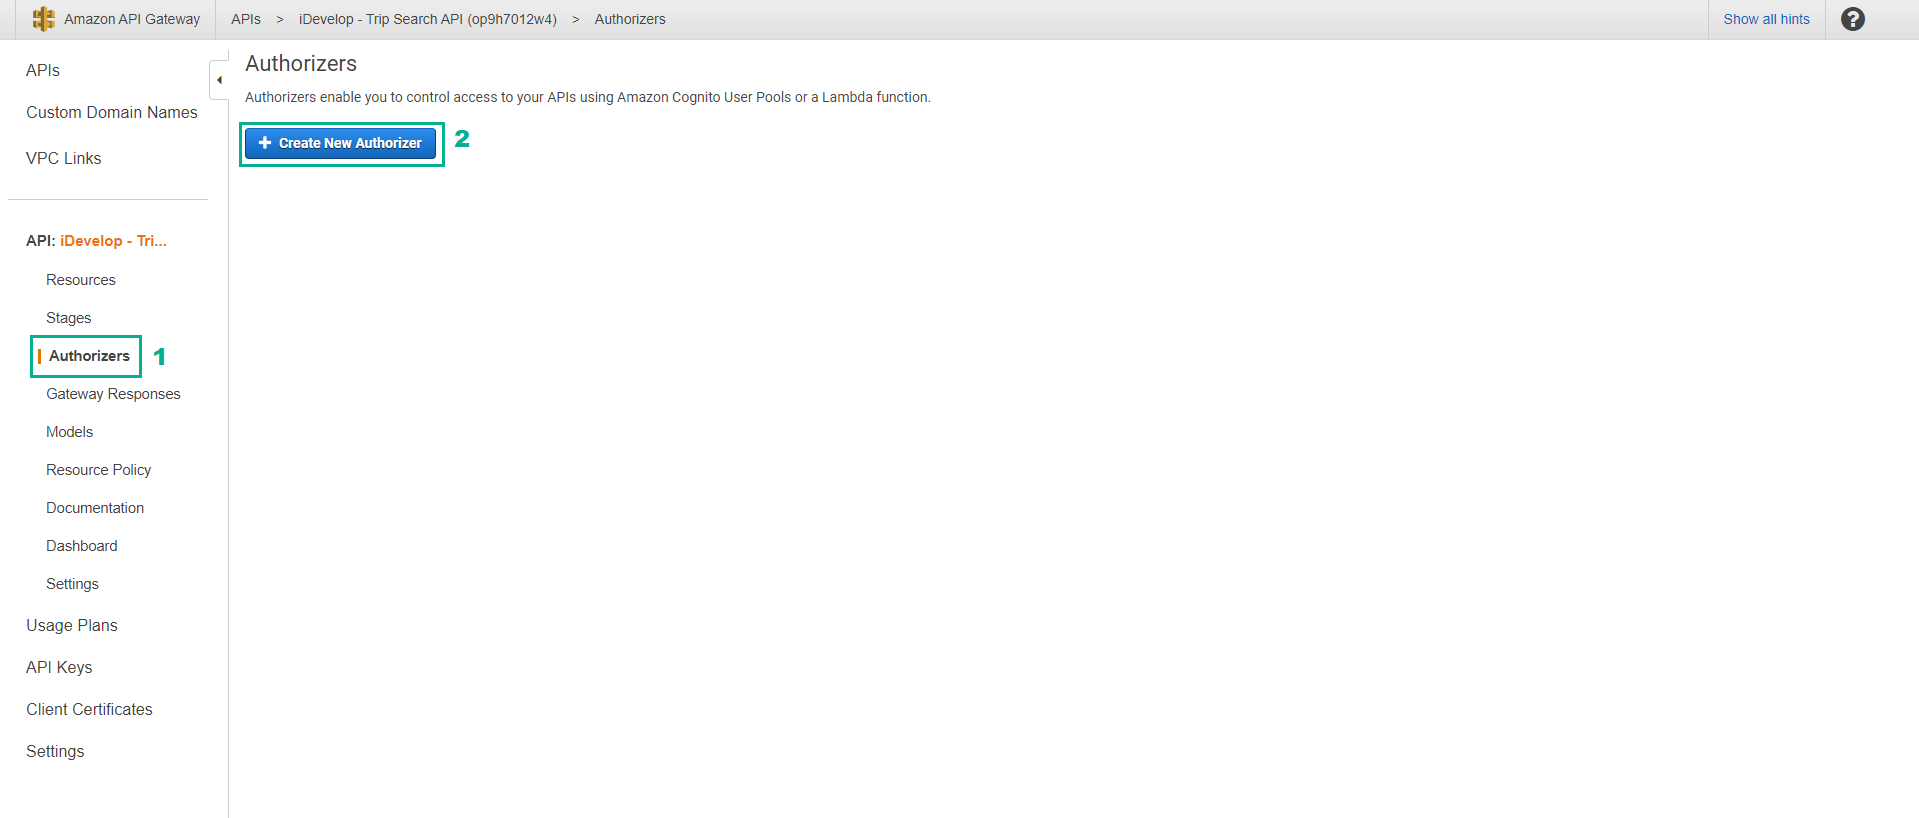 Amazon API Gateway
APIs > iDevelop - Trip Search API (op9h7012w4) > Authorizers
Show all hints
?
APIs
Custom Domain Names
VPC Links
API: iDevelop - Tri...
Resources
Stages
Authorizers 1
Gateway Responses
Models
Resource Policy
Documentation
Dashboard
Settings
Usage Plans
API Keys
Client Certificates
Settings
Authorizers
Authorizers enable you to control access to your APIs using Amazon Cognito User Pools or a Lambda function.
+ Create New Authorizer 2